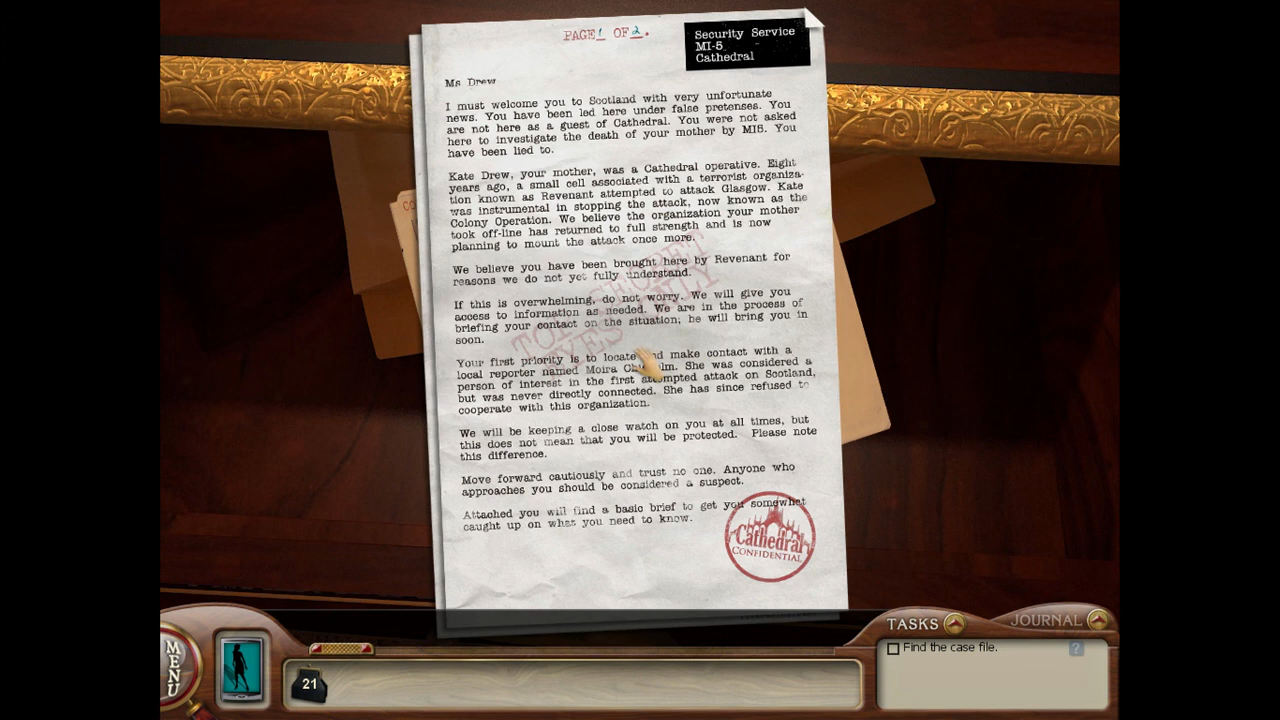 PAGE 1 OF 2.
Security Service
MI-5
Cathedral
Ms Drew
I must welcome you to Scotland with very unfortunate
news. You have been led here under false pretenses. You
are not here as a guest of Cathedral. You were not asked
here to investigate the death of your mother by MI5. You
have been lied to.
Kate Drew, your mother, was a Cathedral operative. Eight
years ago, a small cell associated with a terrorist organiza-
tion known as Revenant attempted to attack Glasgow. Kate
was instrumental in stopping the attack, now known as the
Colony Operation. We believe the organization your mother
took off-line has returned to full strength and is now
planning to mount the attack once more.
We believe you have been brought here by Revenant for
reasons we do not yet fully understand.
If this is overwhelming, do not worry. We will give you
access to information as needed. We are in the process of
briefing your contact on the situation; he will bring you in
soon.
TOP SECRET
EYES ONLY
Your first priority is to locate and make contact with a
local reporter named Moira Chisholm. She was considered a
person of interest in the first attempted attack on Scotland,
but was never directly connected. She has since refused to
cooperate with this organization.
We will be keeping a close watch on you at all times, but
this does not mean that you will be protected. Please note
this difference.
Move forward cautiously and trust no one. Anyone who
approaches you should be considered a suspect.
Attached you will find a basic brief to get you somewhat
caught up on what you need to know.
Cathedral
CONFIDENTIAL
CO
MENU
21
TASKS
JOURNAL
Find the case file.
?